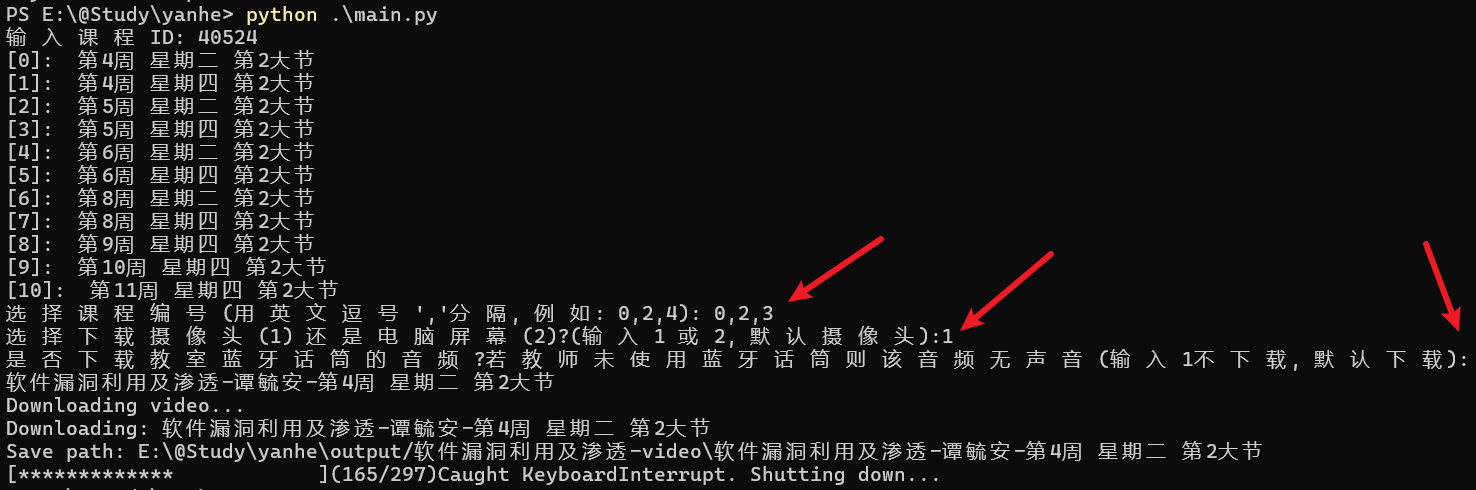 PS E:\@Study\yanhe> python .\main.py
输入课程 ID: 40524
[0]: 第4周 星期二 第2大节
[1]: 第4周 星期四 第2大节
[2]: 第5周 星期二 第2大节
[3]: 第5周 星期四 第2大节
[4]: 第6周 星期二 第2大节
[5]: 第6周 星期四 第2大节
[6]: 第8周 星期二 第2大节
[7]: 第8周 星期四 第2大节
[8]: 第9周 星期四 第2大节
[9]: 第10周 星期四 第2大节
[10]: 第11周 星期四 第2大节
选择课程编号(用英文逗号','分隔,例如: 0,2,4): 0,2,3
选择下载摄像头(1)还是电脑屏幕(2)?(输入1或2,默认摄像头):1
是否下载教室蓝牙话筒的音频?若教师未使用蓝牙话筒则该音频无声音(输入1不下载,默认下载):
软件漏洞利用及渗透-谭毓安-第4周 星期二 第2大节
Downloading video...
Downloading: 软件漏洞利用及渗透-谭毓安-第4周 星期二 第2大节
Save path: E:\@Study\yanhe\output/软件漏洞利用及渗透-video\软件漏洞利用及渗透-谭毓安-第4周 星期二 第2大节
[*************            ](165/297)Caught KeyboardInterrupt. Shutting down...